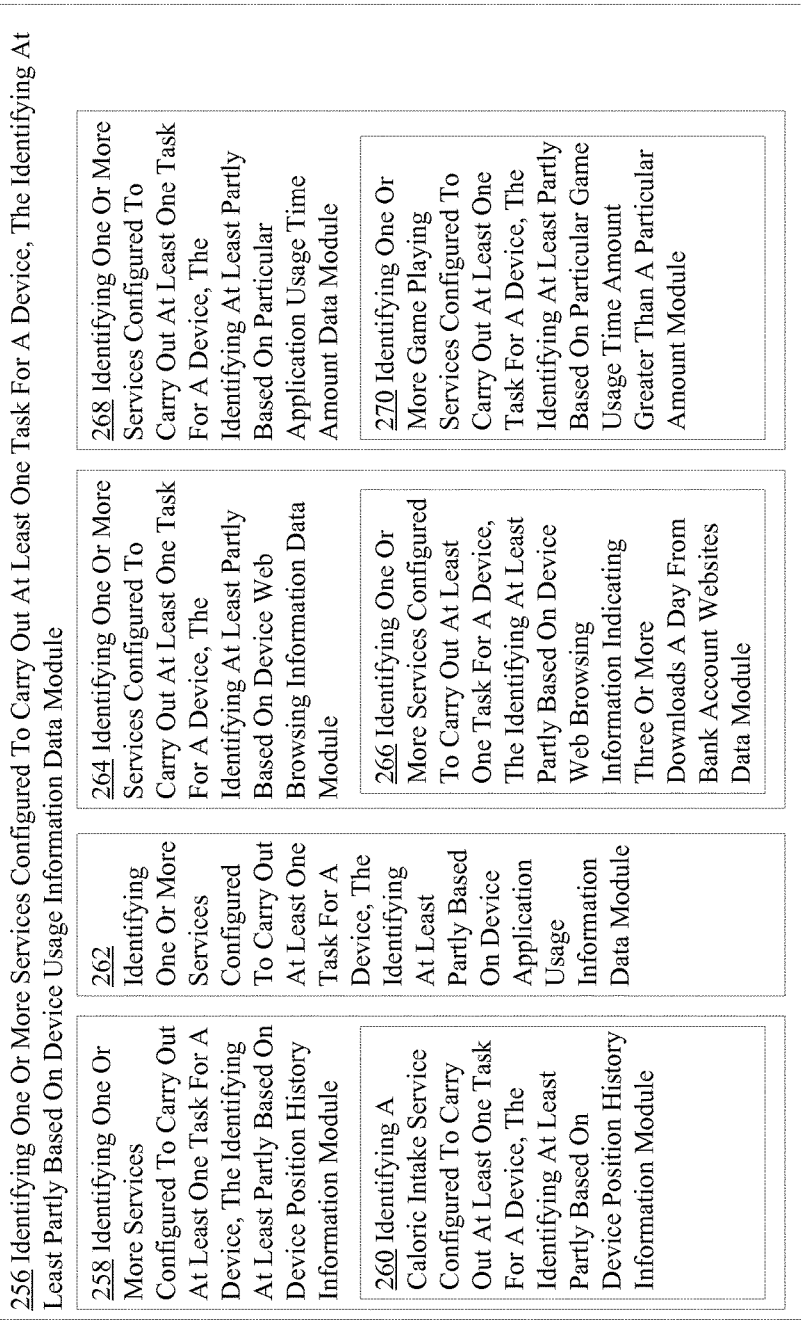 256 Identifying One Or More Services Configured To Carry Out At Least One Task For A Device, The Identifying At
Least Partly Based On Device Usage Information Data Module
258 Identifying One Or
More Services
Configured To Carry Out
At Least One Task For A
Device, The Identifying
At Least Partly Based On
Device Position History
Information Module
260 Identifying A
Caloric Intake Service
Configured To Carry
Out At Least One Task
For A Device, The
Identifying At Least
Partly Based On
Device Position History
Information Module
262
Identifying
One Or More
Services
Configured
To Carry Out
At Least One
Task For A
Device, The
Identifying
At Least
Partly Based
On Device
Application
Usage
Information
Data Module
264 Identifying One Or More
Services Configured To
Carry Out At Least One Task
For A Device, The
Identifying At Least Partly
Based On Device Web
Browsing Information Data
Module
266 Identifying One Or
More Services Configured
To Carry Out At Least
One Task For A Device,
The Identifying At Least
Partly Based On Device
Web Browsing
Information Indicating
Three Or More
Downloads A Day From
Bank Account Websites
Data Module
268 Identifying One Or More
Services Configured To
Carry Out At Least One Task
For A Device, The
Identifying At Least Partly
Based On Particular
Application Usage Time
Amount Data Module
270 Identifying One Or
More Game Playing
Services Configured To
Carry Out At Least One
Task For A Device, The
Identifying At Least Partly
Based On Particular Game
Usage Time Amount
Greater Than A Particular
Amount Module